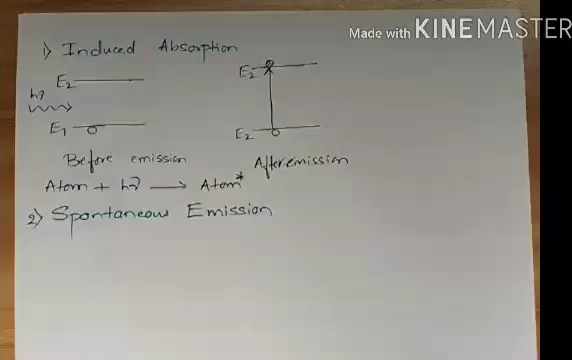 Made with KINEMASTER
1) Induced Absorption
E2
E2
hν
E1
E2
Before emission
After emission
Atom + hν → Atom*
2) Spontaneous Emission